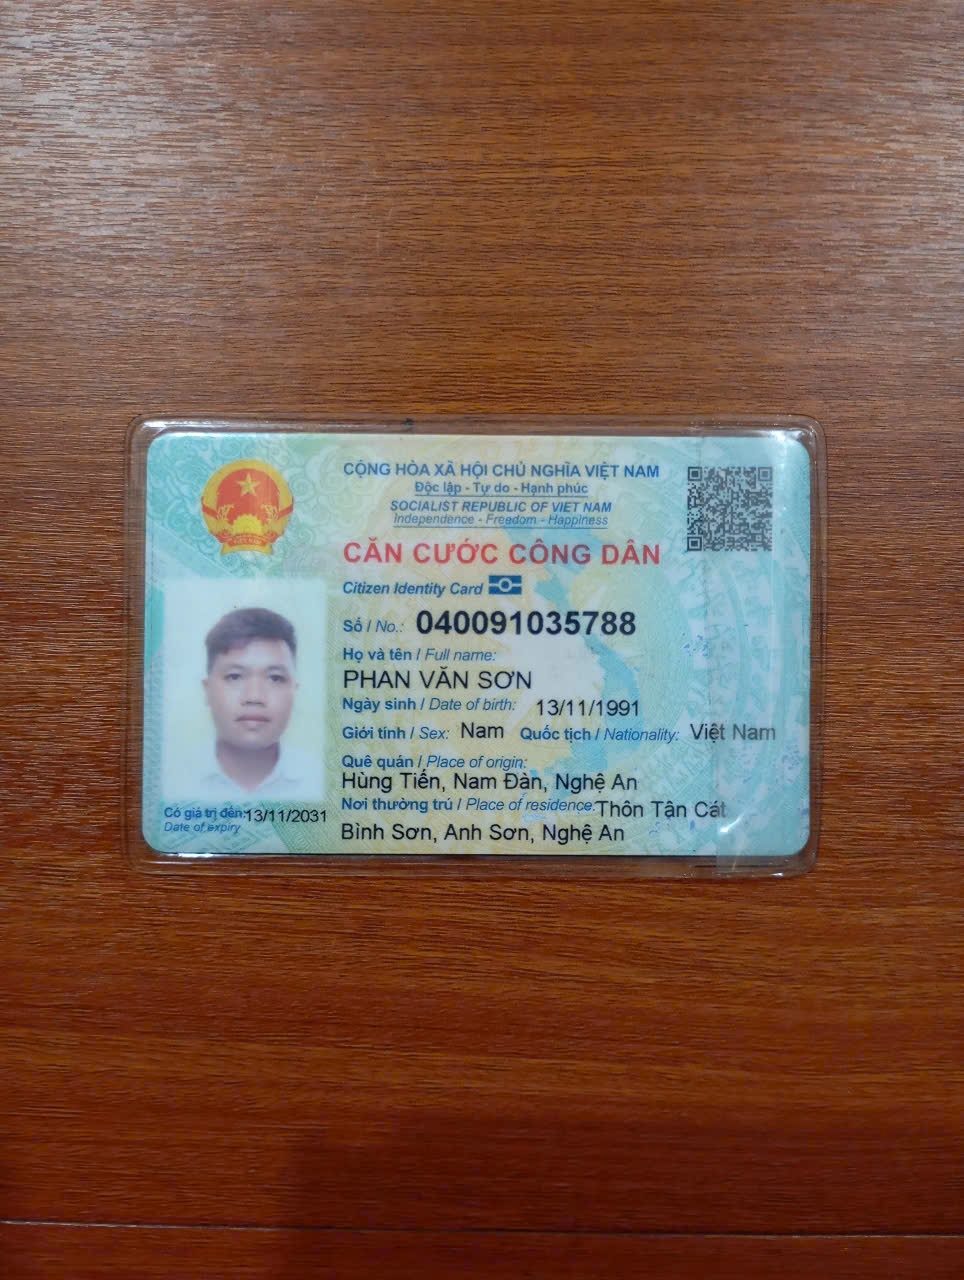 CỘNG HÒA XÃ HỘI CHỦ NGHĨA VIỆT NAM
Độc lập - Tự do - Hạnh phúc
SOCIALIST REPUBLIC OF VIET NAM
Independence - Freedom - Happiness
CĂN CƯỚC CÔNG DÂN
Citizen Identity Card
Số / No.: 040091035788
Họ và tên / Full name:
PHAN VĂN SƠN
Ngày sinh / Date of birth: 13/11/1991
Giới tính / Sex: Nam Quốc tịch / Nationality: Việt Nam
Quê quán / Place of origin:
Hùng Tiến, Nam Đàn, Nghệ An
Nơi thường trú / Place of residence: Thôn Tận Cát
Bình Sơn, Anh Sơn, Nghệ An
Có giá trị đến: 13/11/2031
Date of expiry